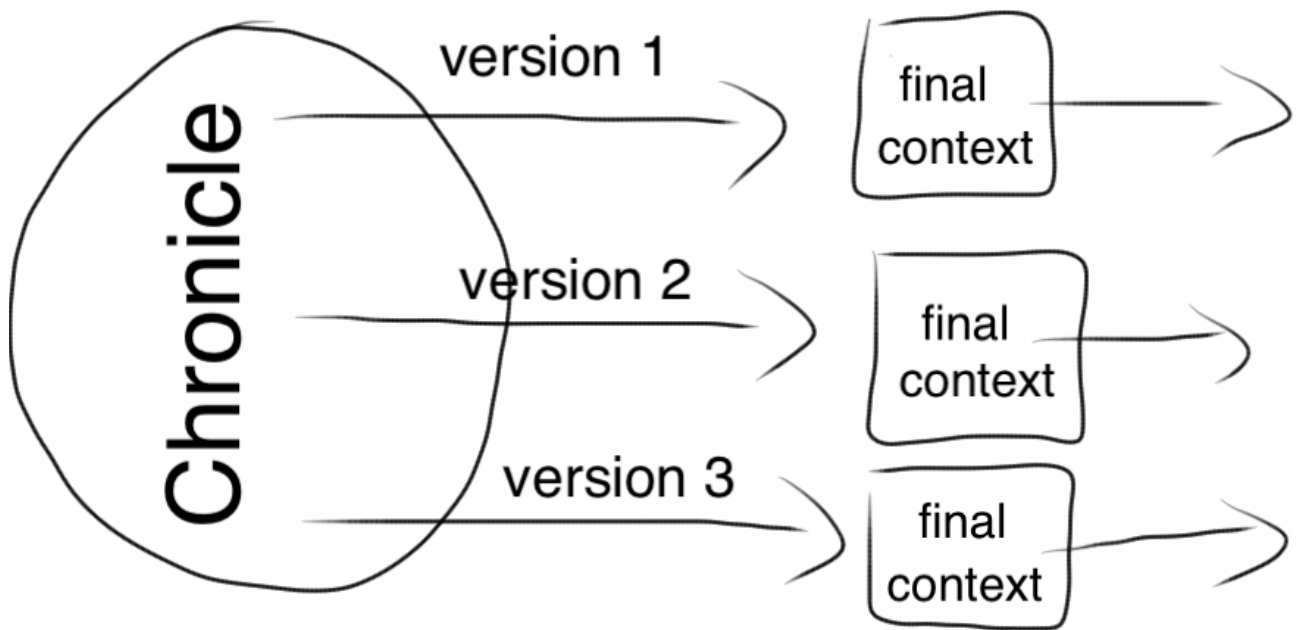 Chronicle
version 1
final
context
version 2
final
context
version 3
final
context